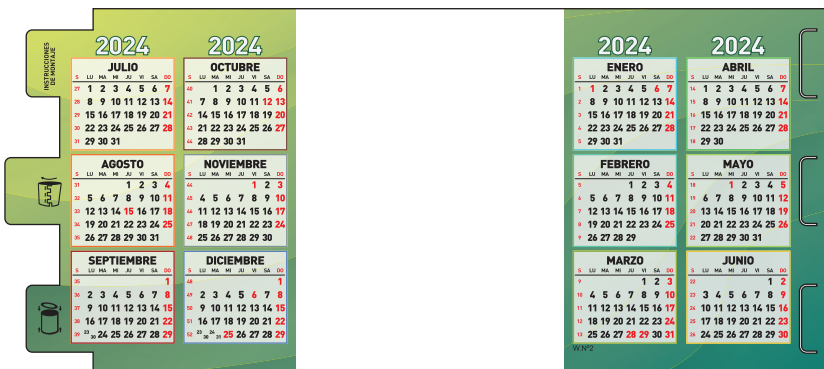 INSTRUCCIONES
DE MONTAJE
2024
JULIO
S LU MA MI JU VI SA DO
27 1 2 3 4 5 6 7
28 8 9 10 11 12 13 14
29 15 16 17 18 19 20 21
30 22 23 24 25 26 27 28
31 29 30 31
AGOSTO
31 1 2 3 4
32 5 6 7 8 9 10 11
33 12 13 14 15 16 17 18
34 19 20 21 22 23 24 25
35 26 27 28 29 30 31
SEPTIEMBRE
S LU MA MI JU VI SA DO
35 1
36 2 3 4 5 6 7 8
37 9 10 11 12 13 14 15
38 16 17 18 19 20 21 22
39 23 30 24 25 26 27 28 29
2024
OCTUBRE
S LU MA MI JU VI SA DO
40 1 2 3 4 5 6
41 7 8 9 10 11 12 13
42 14 15 16 17 18 19 20
43 21 22 23 24 25 26 27
44 28 29 30 31
NOVIEMBRE
S LU MA MI JU VI SA DO
44 1 2 3
45 4 5 6 7 8 9 10
46 11 12 13 14 15 16 17
47 18 19 20 21 22 23 24
48 25 26 27 28 29 30
DICIEMBRE
S LU MA MI JU VI SA DO
48 1
49 2 3 4 5 6 7 8
50 9 10 11 12 13 14 15
51 16 17 18 19 20 21 22
52 23 30 24 31 25 26 27 28 29
2024
ENERO
S LU MA MI JU VI SA DO
1 1 2 3 4 5 6 7
2 8 9 10 11 12 13 14
3 15 16 17 18 19 20 21
4 22 23 24 25 26 27 28
5 29 30 31
FEBRERO
S LU MA MI JU VI SA DO
5 1 2 3 4
6 5 6 7 8 9 10 11
7 12 13 14 15 16 17 18
8 19 20 21 22 23 24 25
9 26 27 28 29
MARZO
S LU MA MI JU VI SA DO
9 1 2 3
10 4 5 6 7 8 9 10
11 11 12 13 14 15 16 17
12 18 19 20 21 22 23 24
13 25 26 27 28 29 30 31
W.Nº2
2024
ABRIL
S LU MA MI JU VI SA DO
14 1 2 3 4 5 6 7
15 8 9 10 11 12 13 14
16 15 16 17 18 19 20 21
17 22 23 24 25 26 27 28
18 29 30
MAYO
S LU MA MI JU VI SA DO
18 1 2 3 4 5
19 6 7 8 9 10 11 12
20 13 14 15 16 17 18 19
21 20 21 22 23 24 25 26
22 27 28 29 30 31
JUNIO
S LU MA MI JU VI SA DO
22 1 2
23 3 4 5 6 7 8 9
24 10 11 12 13 14 15 16
25 17 18 19 20 21 22 23
26 24 25 26 27 28 29 30